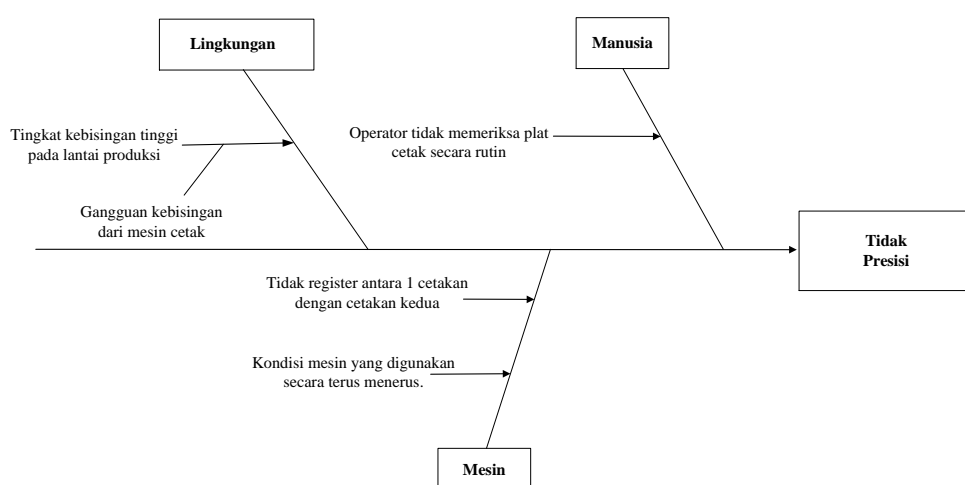 Lingkungan
Manusia
Tingkat kebisingan tinggi
pada lantai produksi
Operator tidak memeriksa plat
cetak secara rutin
Gangguan kebisingan
dari mesin cetak
Tidak
Presisi
Tidak register antara 1 cetakan
dengan cetakan kedua
Kondisi mesin yang digunakan
secara terus menerus.
Mesin